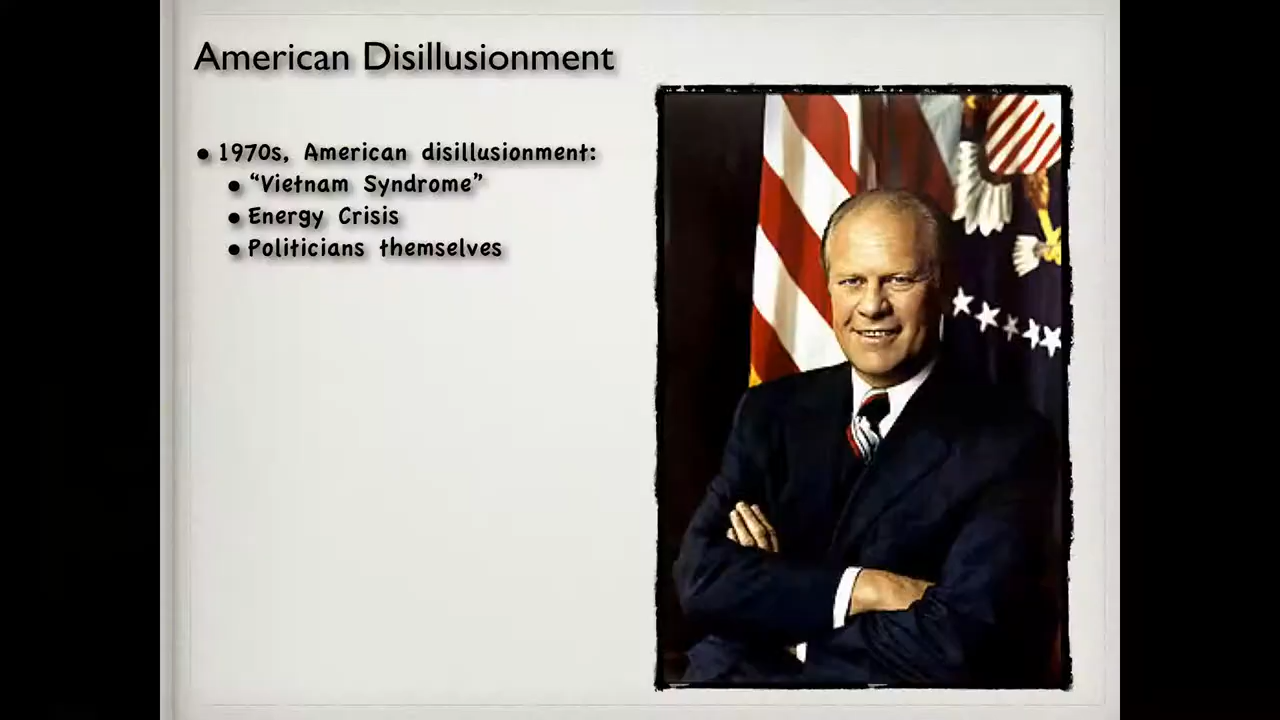 American Disillusionment
• 1970s, American disillusionment:
• “Vietnam Syndrome”
• Energy Crisis
• Politicians themselves